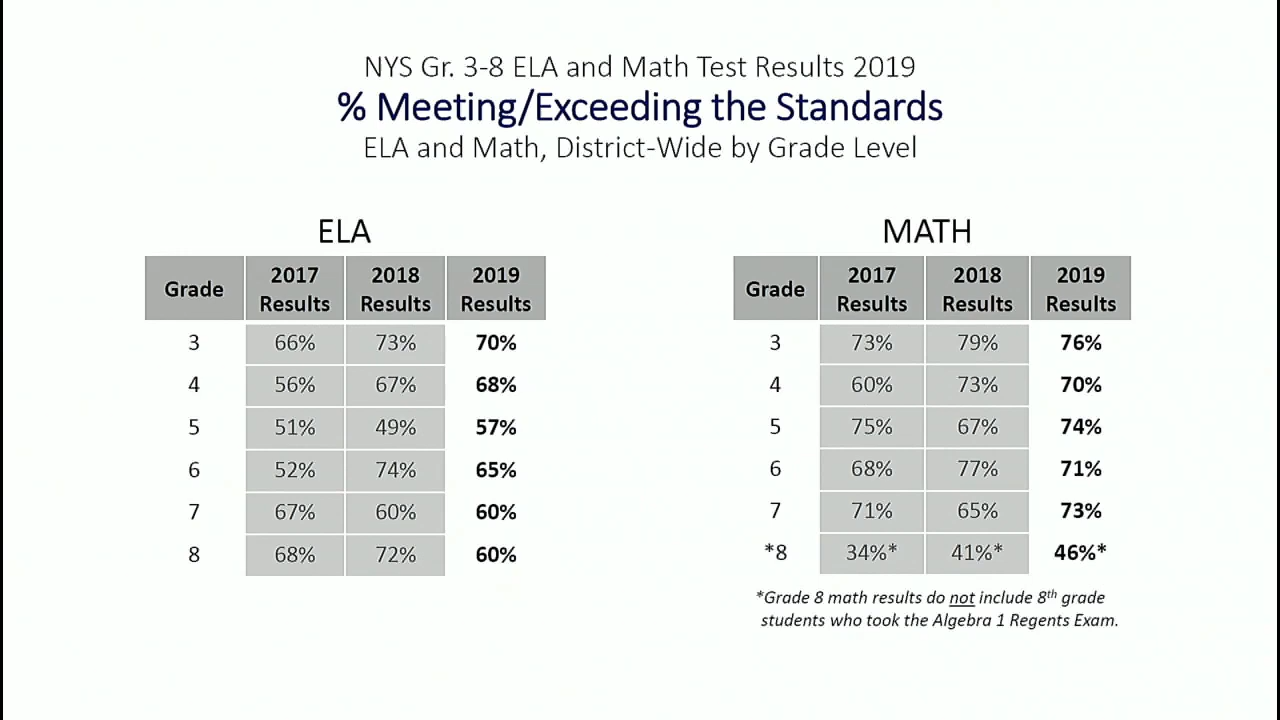 NYS Gr. 3-8 ELA and Math Test Results 2019
% Meeting/Exceeding the Standards
ELA and Math, District-Wide by Grade Level
ELA
Grade 2017 Results 2018 Results 2019 Results
3 66% 73% 70%
4 56% 67% 68%
5 51% 49% 57%
6 52% 74% 65%
7 67% 60% 60%
8 68% 72% 60%
MATH
Grade 2017 Results 2018 Results 2019 Results
3 73% 79% 76%
4 60% 73% 70%
5 75% 67% 74%
6 68% 77% 71%
7 71% 65% 73%
*8 34%* 41%* 46%*
*Grade 8 math results do not include 8th grade
students who took the Algebra 1 Regents Exam.